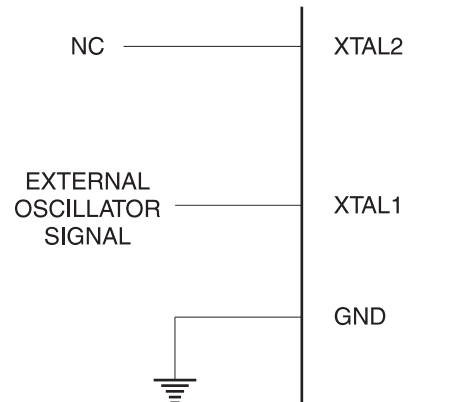 NC XTAL2
EXTERNAL
OSCILLATOR
SIGNAL
XTAL1
GND